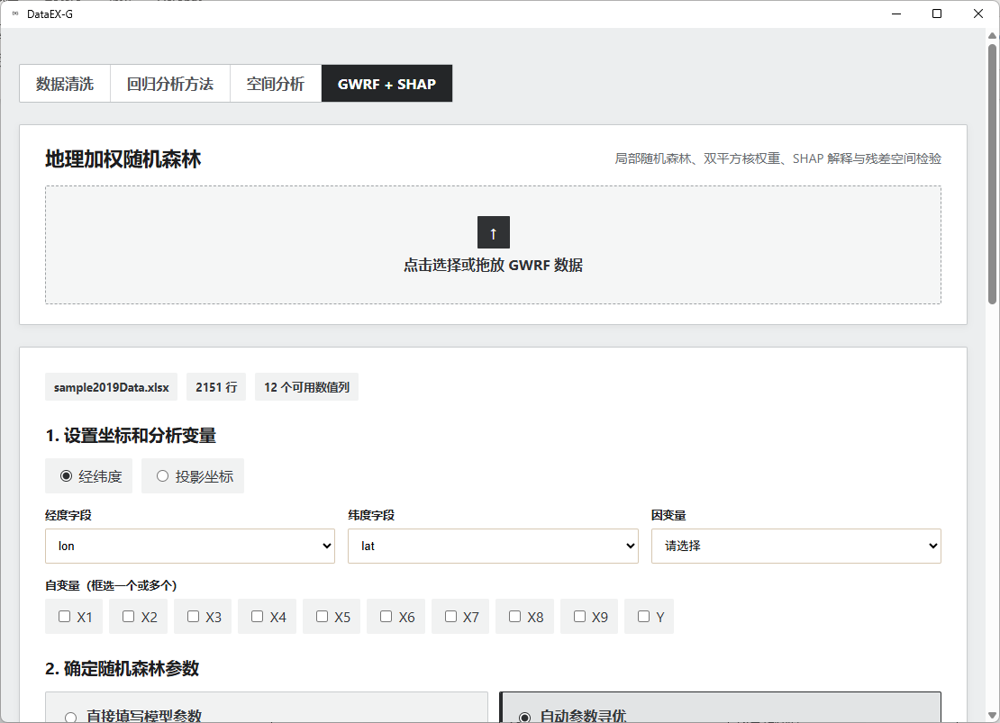 DataEX-G
数据清洗 回归分析方法 空间分析 GWRF + SHAP
地理加权随机森林
局部随机森林、双平方核权重、SHAP 解释与残差空间检验
↑
点击选择或拖放 GWRF 数据
sample2019Data.xlsx 2151 行 12 个可用数值列
1. 设置坐标和分析变量
经纬度 投影坐标
经度字段 纬度字段 因变量
lon lat 请选择
自变量（框选一个或多个）
X1 X2 X3 X4 X5 X6 X7 X8 X9 Y
2. 确定随机森林参数
直接填写模型参数 自动参数寻优